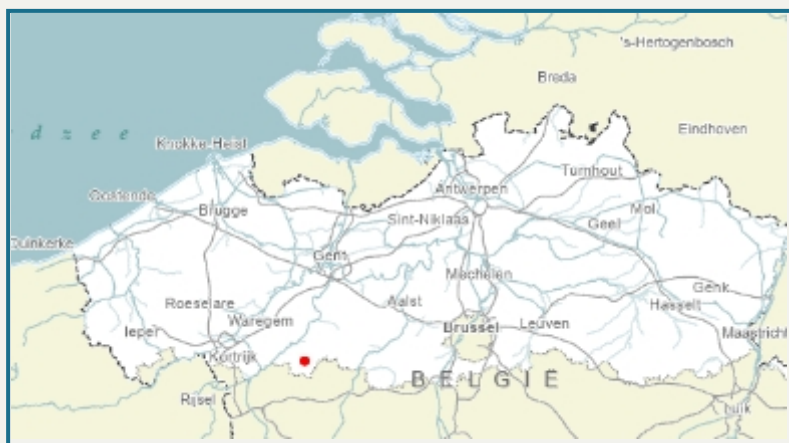 's-Hertogenbosch
Breda
d z e e
Eindhoven
Knokke-Heist
Turnhout
Antwerpen
Oostende
Brugge
Mol
Sint-Niklaas
Geel
Duinkerke
Gent
Mechelen
Genk
Roeselare
Aalst
Hasselt
Waregem
Brussel
Leuven
Ieper
Maastricht
Kortrijk
BELGIË
Rijsel
Luik